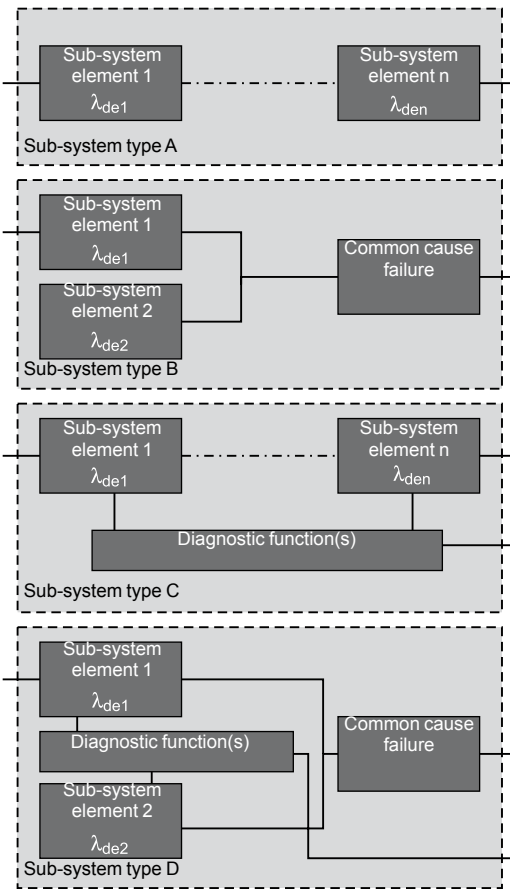 Sub-system
element 1
λde1
Sub-system
element n
λden
Sub-system type A
Sub-system
element 1
λde1
Sub-system
element 2
λde2
Common cause
failure
Sub-system type B
Sub-system
element 1
λde1
Sub-system
element n
λden
Diagnostic function(s)
Sub-system type C
Sub-system
element 1
λde1
Diagnostic function(s)
Sub-system
element 2
λde2
Common cause
failure
Sub-system type D